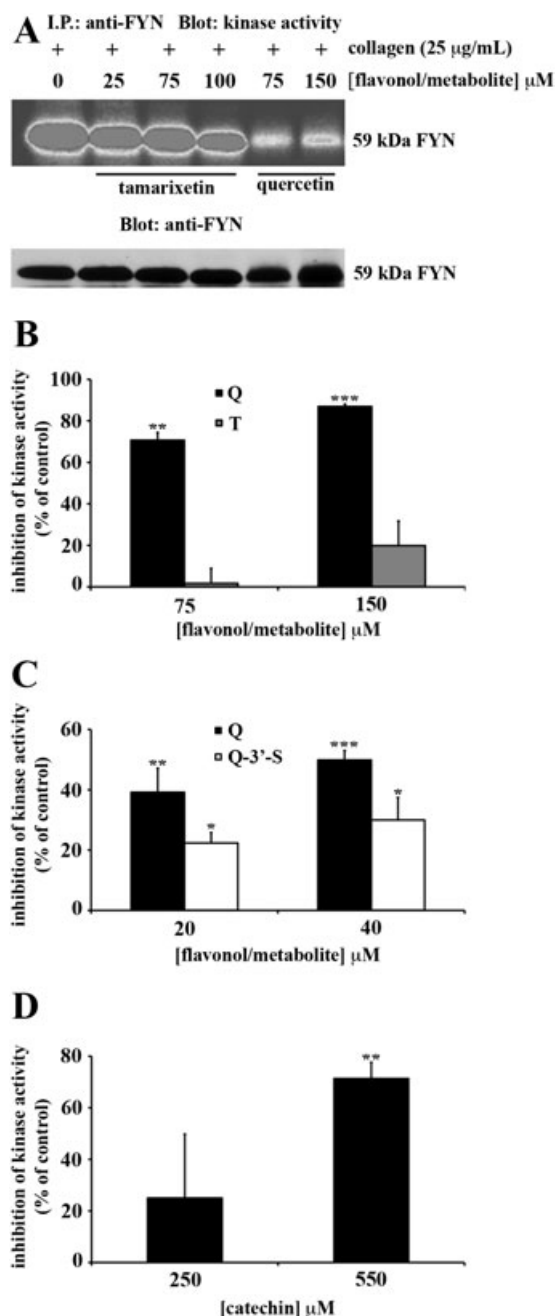 A
I.P.: anti-FYN Blot: kinase activity
+ + + + + + collagen (25 μg/mL)
0 25 75 100 75 150 [flavonol/metabolite] μM
59 kDa FYN
tamarixetin quercetin
Blot: anti-FYN
59 kDa FYN
B
inhibition of kinase activity
(% of control)
100
80
60
40
20
0
** ***
Q
T
75 150
[flavonol/metabolite] μM
C
inhibition of kinase activity
(% of control)
60
40
20
0
** * *** *
Q
Q-3'-S
20 40
[flavonol/metabolite] μM
D
inhibition of kinase activity
(% of control)
80
60
40
20
0
**
250 550
[catechin] μM